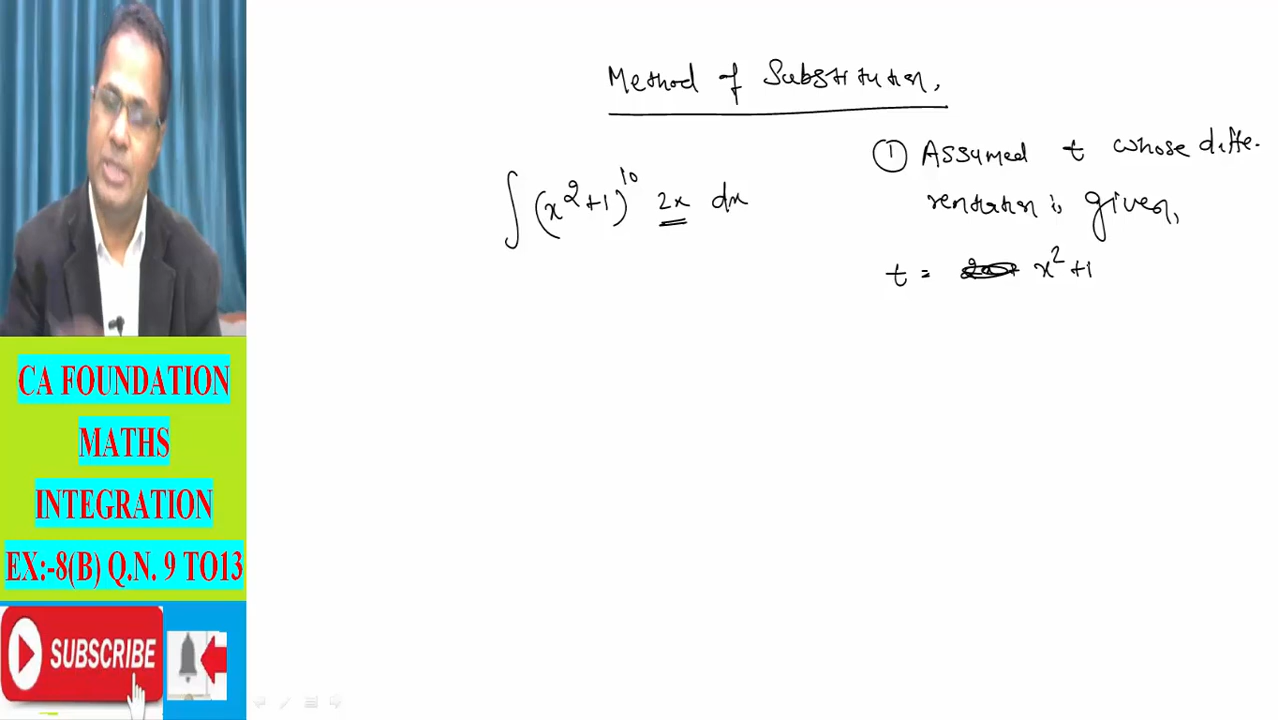 Method of Substitution.
① Assumed t whose diffe-
rentiation is given,
∫(x²+1)¹⁰ 2x dx
t = x²+1
CA FOUNDATION
MATHS
INTEGRATION
EX:-8(B) Q.N. 9 TO13
SUBSCRIBE